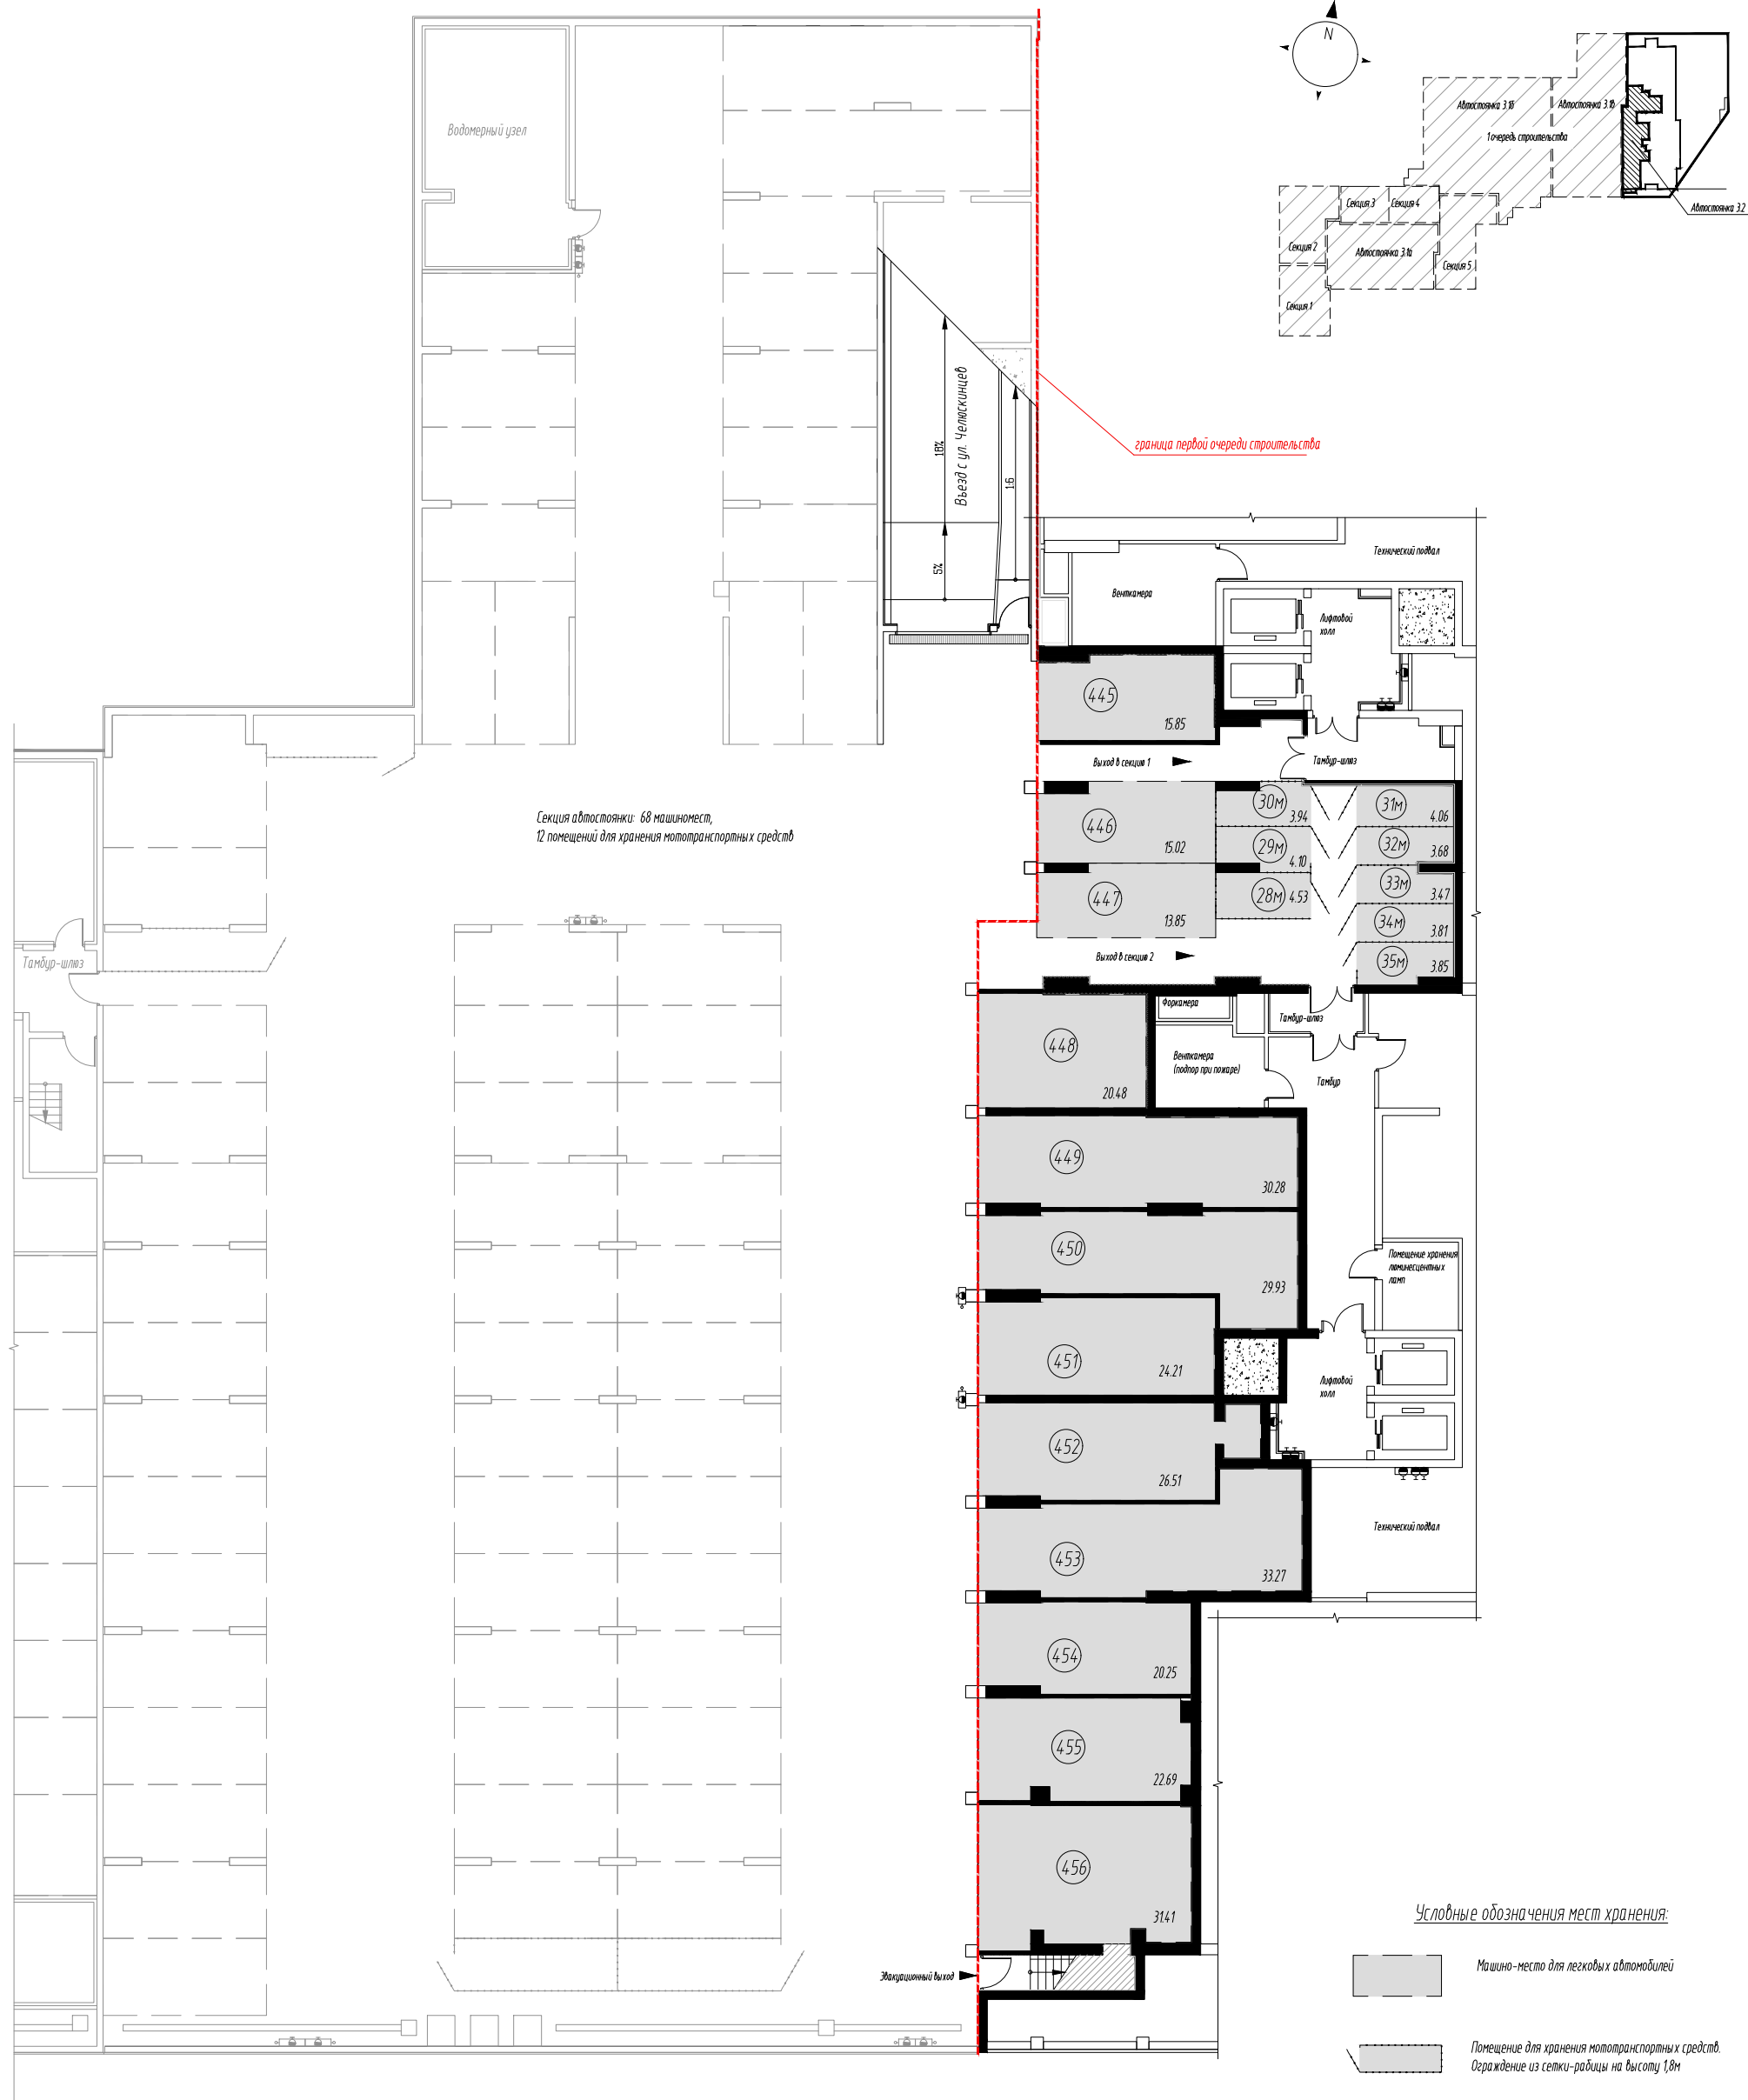 N
Автостоянка 3.1б
Автостоянка 3.1в
1 очередь строительства
Секция 3
Секция 4
Автостоянка 3.2
Секция 2
Автостоянка 3.1а
Секция 5
Секция 1
Водомерный узел
Въезд с ул. Челюскинцев
18%
1:6
5%
граница первой очереди строительства
Технический подвал
Венткамера
Лифтовой
холл
445
15.85
Выход в секцию 1
Тамбур-шлюз
Секция автостоянки: 68 машиномест,
12 помещений для хранения мототранспортных средств
446
15.02
30м
3.94
31м
4.06
29м
4.10
32м
3.68
447
13.85
28м
4.53
33м
3.47
34м
3.81
Выход в секцию 2
35м
3.85
Тамбур-шлюз
Форкамера
Тамбур-шлюз
448
20.48
Венткамера
(подпор при пожаре)
Тамбур
449
30.28
450
29.93
Помещение хранения
люминесцентных
ламп
451
24.21
Лифтовой
холл
452
26.51
453
33.27
Технический подвал
454
20.25
455
22.69
456
31.41
Эвакуационный выход
Условные обозначения мест хранения:
Машино-место для легковых автомобилей
Помещение для хранения мототранспортных средств.
Ограждение из сетки-рабицы на высоту 1,8м